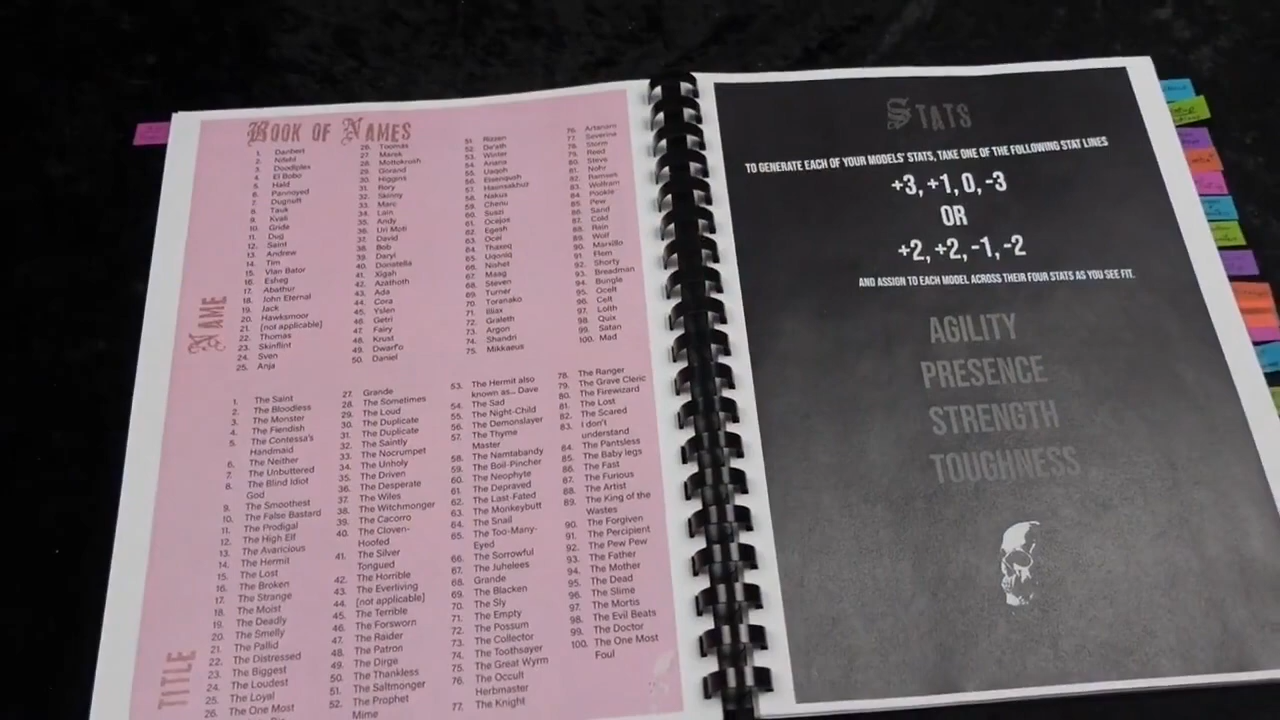 Book of Names
Name
1. Danbert
2. Nifeld
3. Doodiplex
4. El Bobo
5. Hald
6. Pannoyed
7. Dugnutt
8. Tauk
9. Kvali
10. Gride
11. Dug
12. Saint
13. Andrew
14. Tim
15. Vlan Bator
16. Esheg
17. Abathur
18. John Eternal
19. Jack
20. Hawksmoor
21. [not applicable]
22. Thomas
23. Skinflint
24. Sven
25. Anja
26. Toomas
27. Marek
28. Mottokrush
29. Gorand
30. Higgins
31. Rory
32. Skinny
33. Marc
34. Lain
35. Andy
36. Uri Moti
37. David
38. Bob
39. Daryl
40. Donatella
41. Xigah
42. Azathoth
43. Ada
44. Cora
45. Yslen
46. Getri
47. Fairy
48. Krust
49. Dwarf'o
50. Daniel
51. Rissen
52. De'ath
53. Winter
54. Ariana
55. Uaqoh
56. Elsenqush
57. Hasnsakhur
58. Nakus
59. Chenu
60. Suszi
61. Ocejos
62. Egesh
63. Ocei
64. Thaxeq
65. Uqoniq
66. Nishet
67. Maag
68. Steven
69. Turner
70. Toranako
71. Illiax
72. Graleth
73. Argon
74. Shandri
75. Mikkaeus
76. Artanam
77. Severine
78. Storm
79. Reed
80. Steve
81. Nohr
82. Ramses
83. Wolfram
84. Pookie
85. Pew
86. Sand
87. Cold
88. Rain
89. Wolf
90. Marxillo
91. Flem
92. Shorty
93. Breadman
94. Bungle
95. Ocelt
96. Celt
97. Lolth
98. Quix
99. Satan
100. Mad
Title
1. The Saint
2. The Bloodless
3. The Monster
4. The Fiendish
5. The Contessa's
Handmaid
6. The Neither
7. The Unbuttered
8. The Blind Idiot
God
9. The Smoothest
10. The False Bastard
11. The Prodigal
12. The High Elf
13. The Avaricious
14. The Hermit
15. The Lost
16. The Broken
17. The Strange
18. The Moist
19. The Deadly
20. The Smelly
21. The Pallid
22. The Distressed
23. The Biggest
24. The Loudest
25. The Loyal
26. The One Most
27. Grande
28. The Sometimes
29. The Loud
30. The Duplicate
31. The Duplicate
32. The Saintly
33. The Nocrumpet
34. The Unholy
35. The Driven
36. The Desperate
37. The Wiles
38. The Witchmonger
39. The Cacorro
40. The Cloven-
Hoofed
41. The Silver
Tongued
42. The Horrible
43. The Everliving
44. [not applicable]
45. The Terrible
46. The Forsworn
47. The Raider
48. The Patron
49. The Dirge
50. The Thankless
51. The Saltmonger
52. The Prophet
Mime
53. The Hermit also
known as... Dave
54. The Sad
55. The Night-Child
56. The Demonslayer
57. The Thyme
Master
58. The Namtabandy
59. The Boil-Pincher
60. The Neophyte
61. The Depraved
62. The Last-Fated
63. The Monkeybutt
64. The Snail
65. The Too-Many-
Eyed
66. The Sorrowful
67. The Juhelees
68. Grande
69. The Blacken
70. The Sly
71. The Empty
72. The Possum
73. The Collector
74. The Toothsayer
75. The Great Wyrm
76. The Occult
Herbmaster
77. The Knight
78. The Ranger
79. The Grave Cleric
80. The Firewizard
81. The Lost
82. The Scared
83. I don't
understand
84. The Pantsless
85. The Baby legs
86. The Fast
87. The Furious
88. The Artist
89. The King of the
Wastes
90. The Forgiven
91. The Percipient
92. The Pew Pew
93. The Father
94. The Mother
95. The Dead
96. The Slime
97. The Mortis
98. The Evil Beats
99. The Doctor
100. The One Most
Foul
Stats
TO GENERATE EACH OF YOUR MODELS' STATS, TAKE ONE OF THE FOLLOWING STAT LINES
+3, +1, 0, -3
OR
+2, +2, -1, -2
AND ASSIGN TO EACH MODEL ACROSS THEIR FOUR STATS AS YOU SEE FIT.
AGILITY
PRESENCE
STRENGTH
TOUGHNESS